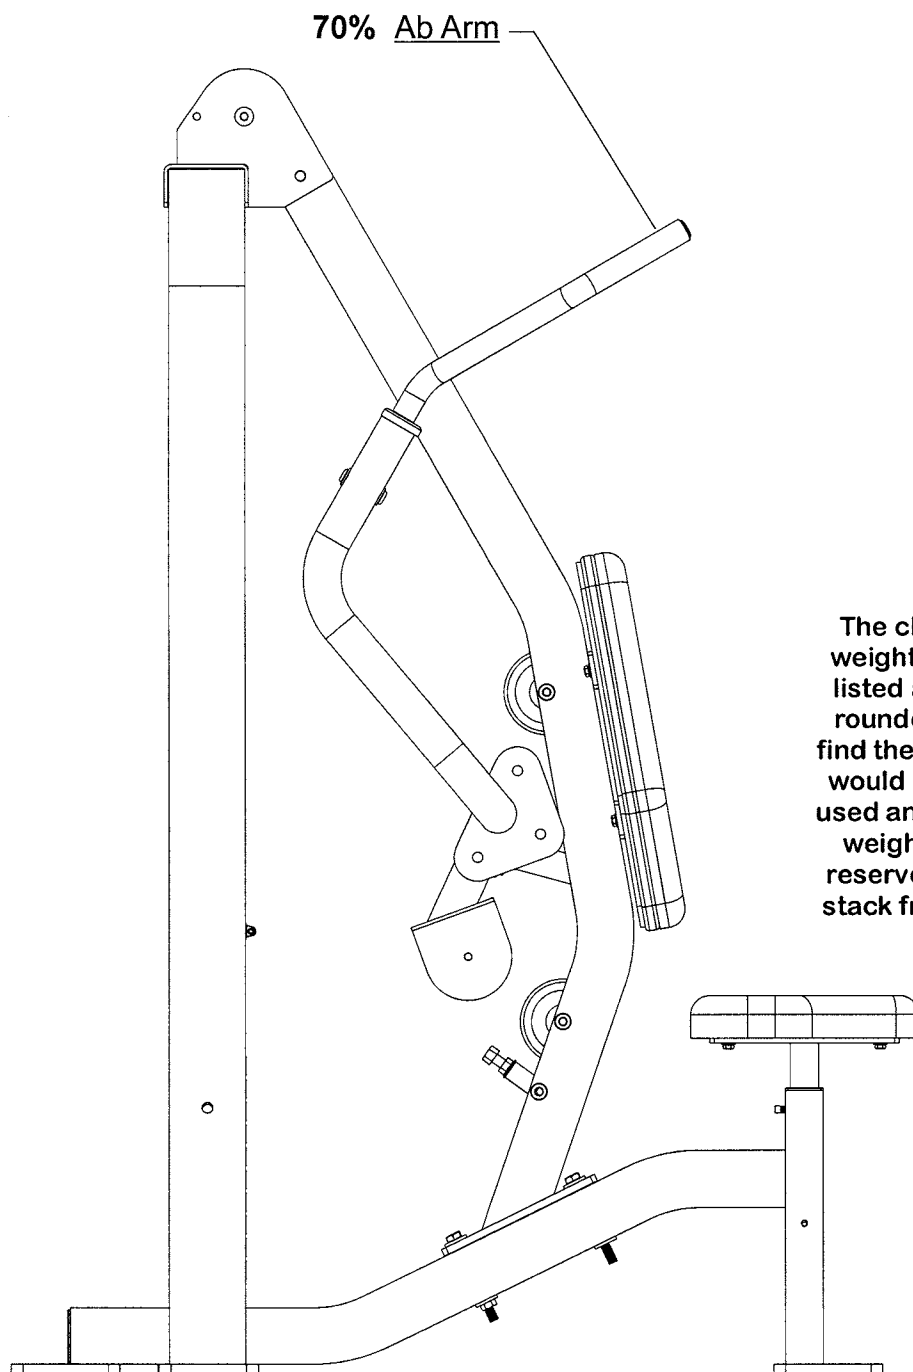 70% Ab Arm
The cl
weight
listed a
rounde
find the
would
used an
weigh
reserve
stack fr